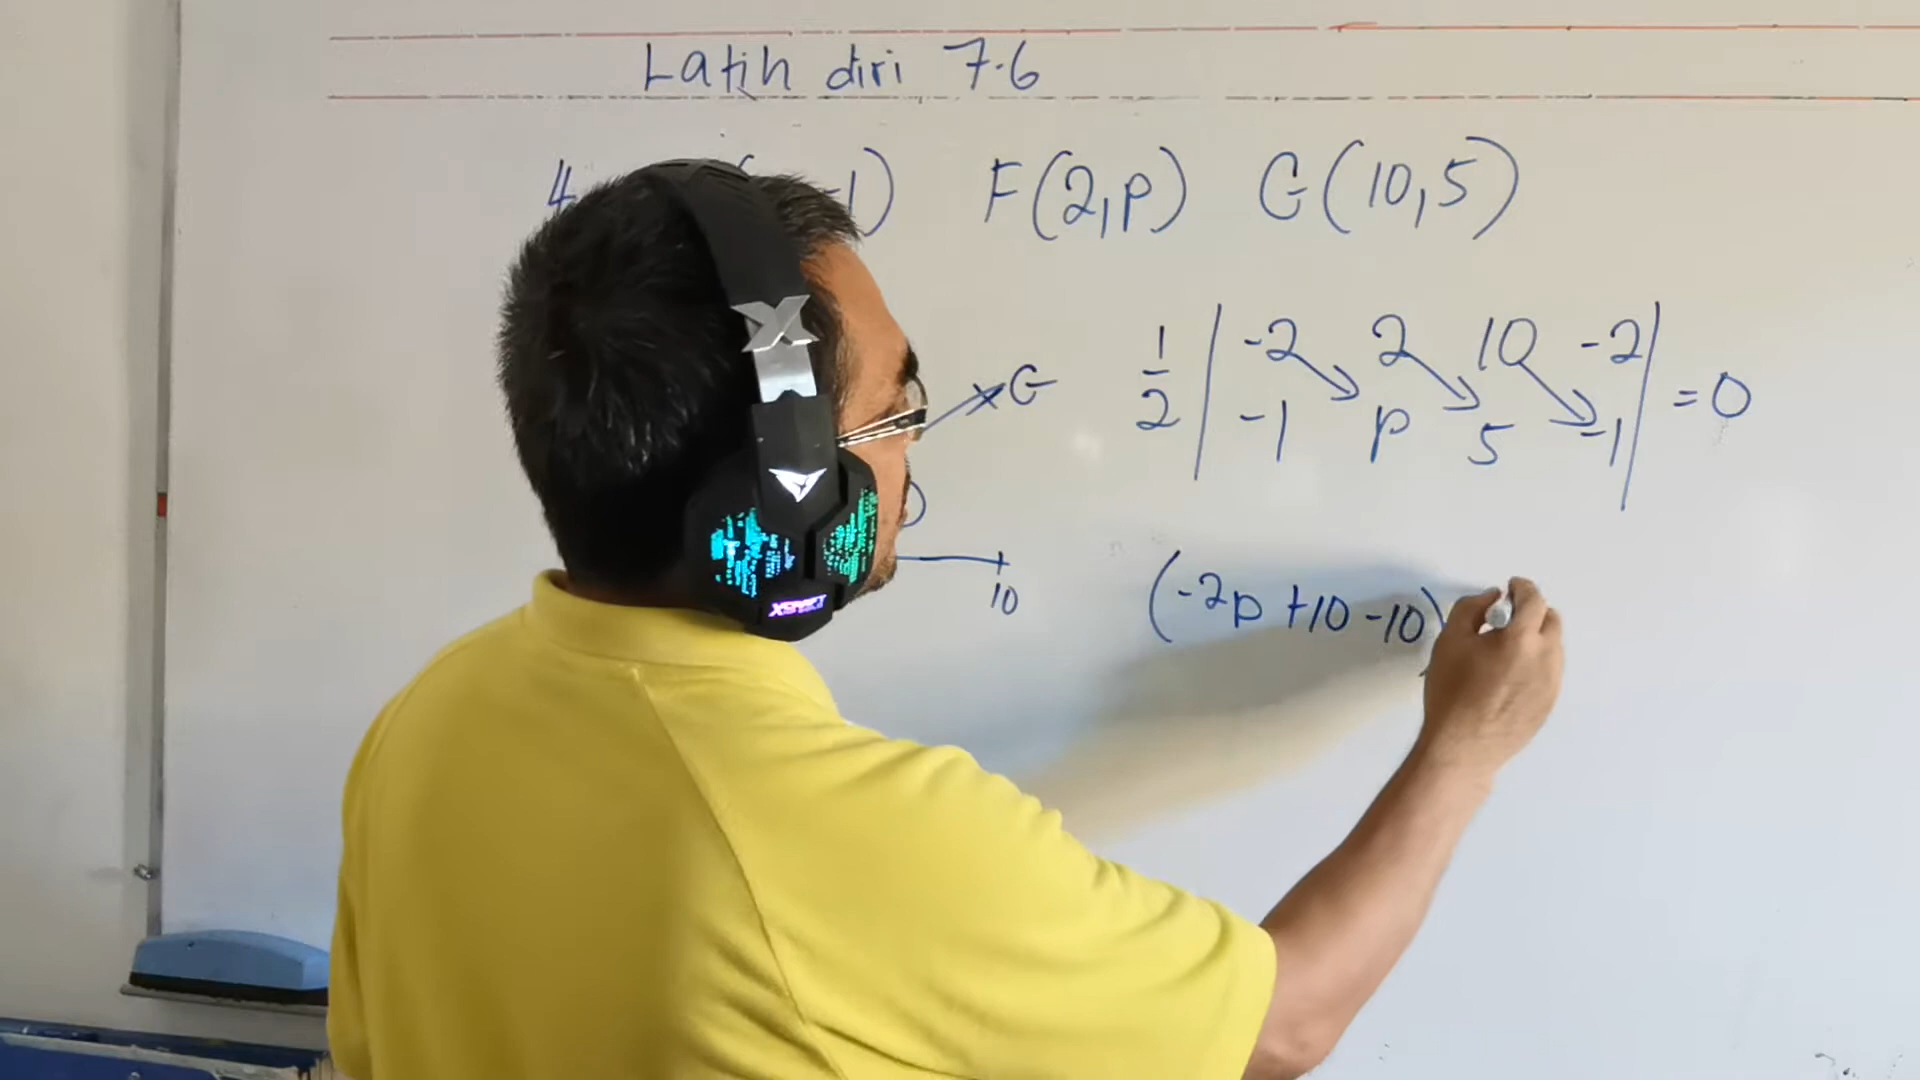 Latih diri 7.6
4 -1) F(2,p) G(10,5)
1/2 | -2 2 10 -2 | = 0
-1 p 5 -1
G
10
(-2p +10 -10)